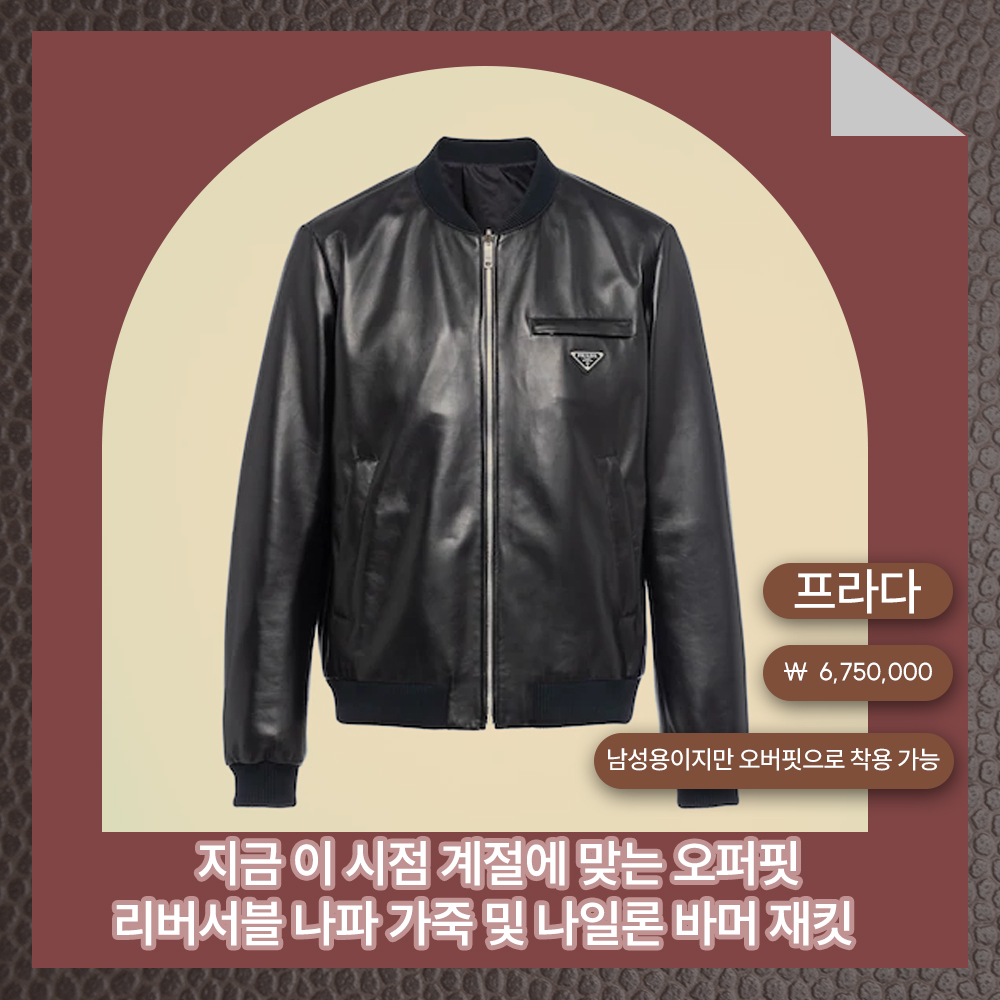 PRADA
프라다
₩ 6,750,000
남성용이지만 오버핏으로 착용 가능
지금 이 시점 계절에 맞는 오퍼핏
리버서블 나파 가죽 및 나일론 바머 재킷